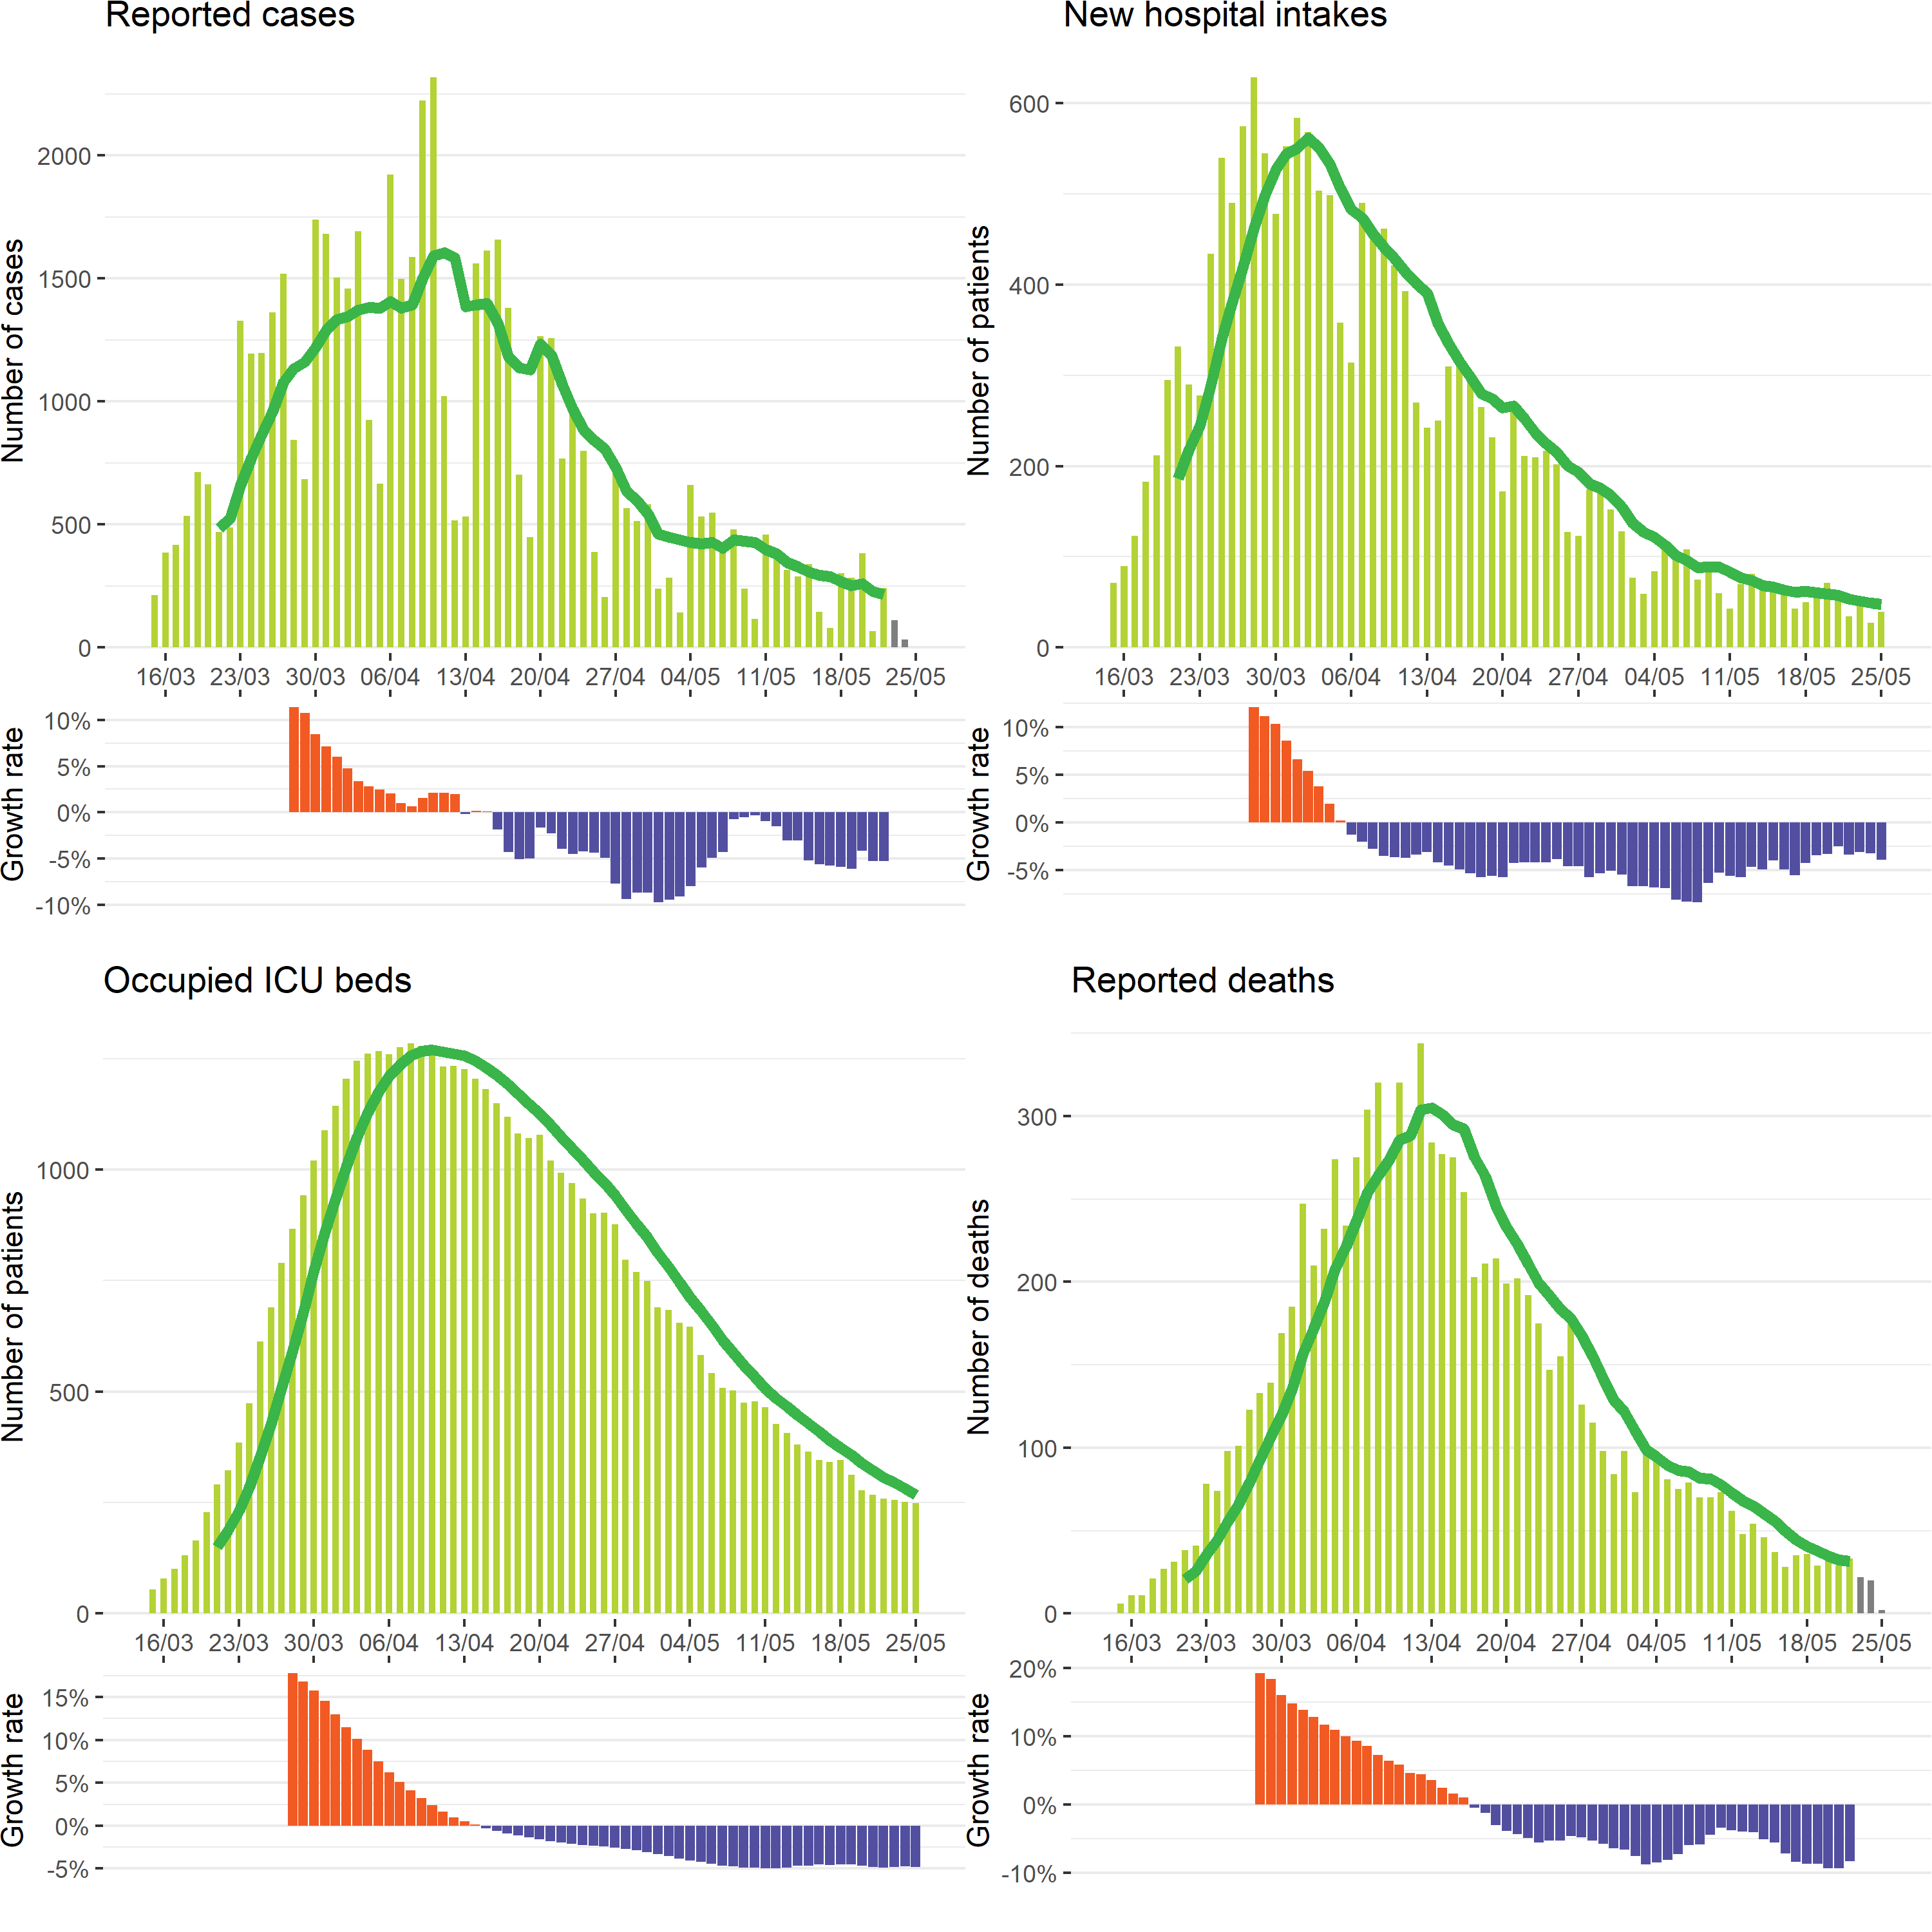 Reported cases
Number of cases
2000
1500
1000
500
0
16/03 23/03 30/03 06/04 13/04 20/04 27/04 04/05 11/05 18/05 25/05
Growth rate
10%
5%
0%
-5%
-10%
New hospital intakes
Number of patients
600
400
200
0
16/03 23/03 30/03 06/04 13/04 20/04 27/04 04/05 11/05 18/05 25/05
Growth rate
10%
5%
0%
-5%
Occupied ICU beds
Number of patients
1000
500
0
16/03 23/03 30/03 06/04 13/04 20/04 27/04 04/05 11/05 18/05 25/05
Growth rate
15%
10%
5%
0%
-5%
Reported deaths
Number of deaths
300
200
100
0
16/03 23/03 30/03 06/04 13/04 20/04 27/04 04/05 11/05 18/05 25/05
Growth rate
20%
10%
0%
-10%